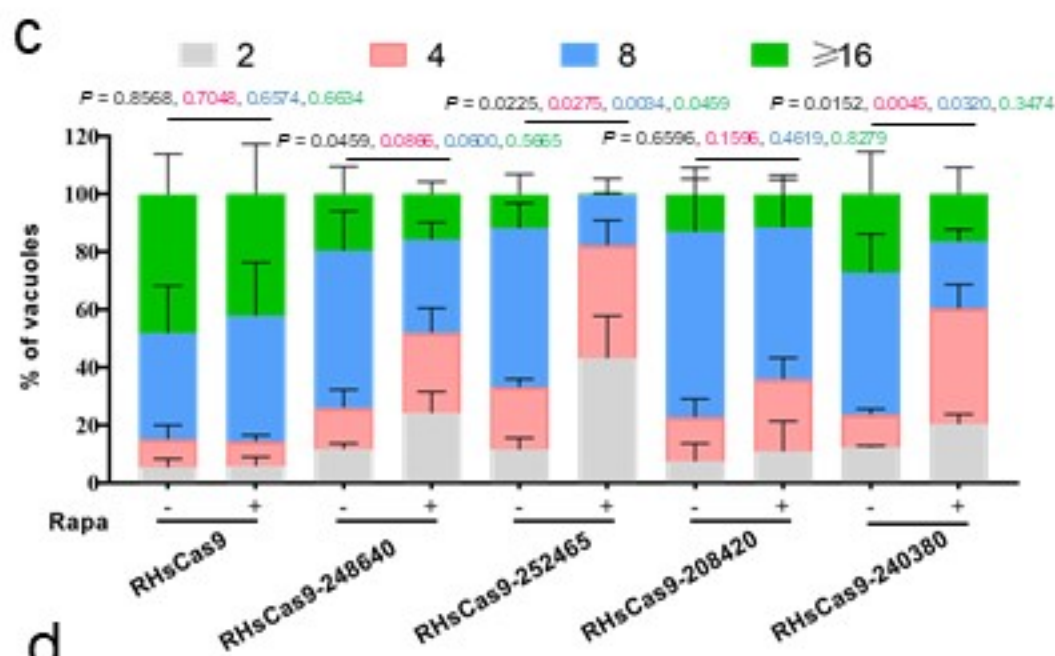 c
2 4 8 ≥16
P = 0.8568, 0.7048, 0.6574, 0.6634
P = 0.0225, 0.0275, 0.0034, 0.0459
P = 0.0152, 0.0045, 0.0320, 0.3474
P = 0.0459, 0.0866, 0.0600, 0.5665
P = 0.6596, 0.1596, 0.4619, 0.8279
% of vacuoles
120
100
80
60
40
20
0
Rapa - + - + - + - + - +
RHsCas9
RHsCas9-248640
RHsCas9-252465
RHsCas9-208420
RHsCas9-240380
d